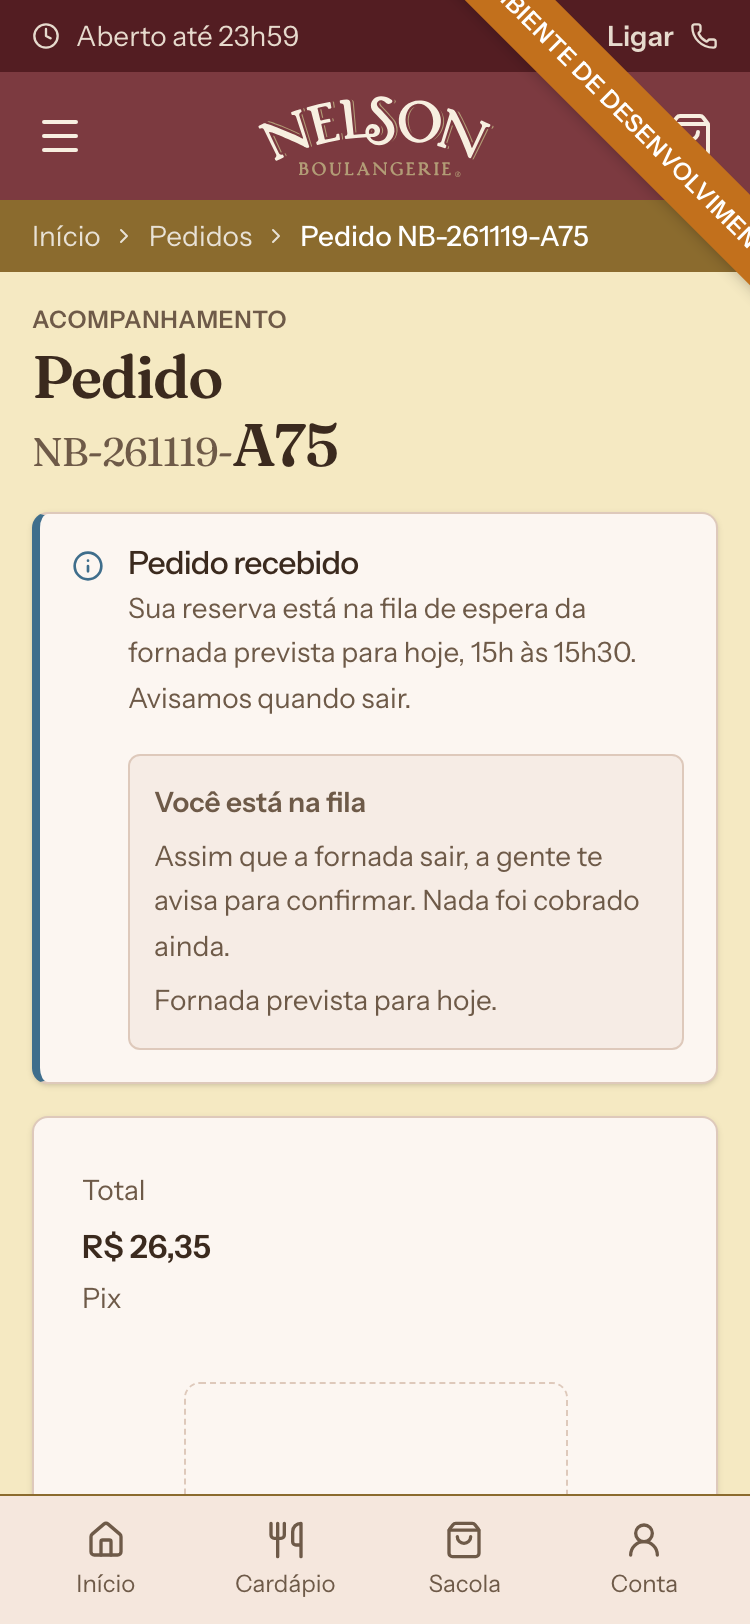 Aberto até 23h59
Ligar
BIENTE DE DESENVOLVIMEN
NELSON
BOULANGERIE
Início > Pedidos > Pedido NB-261119-A75
ACOMPANHAMENTO
Pedido
NB-261119-A75
Pedido recebido
Sua reserva está na fila de espera da
fornada prevista para hoje, 15h às 15h30.
Avisamos quando sair.
Você está na fila
Assim que a fornada sair, a gente te
avisa para confirmar. Nada foi cobrado
ainda.
Fornada prevista para hoje.
Total
R$ 26,35
Pix
Início
Cardápio
Sacola
Conta